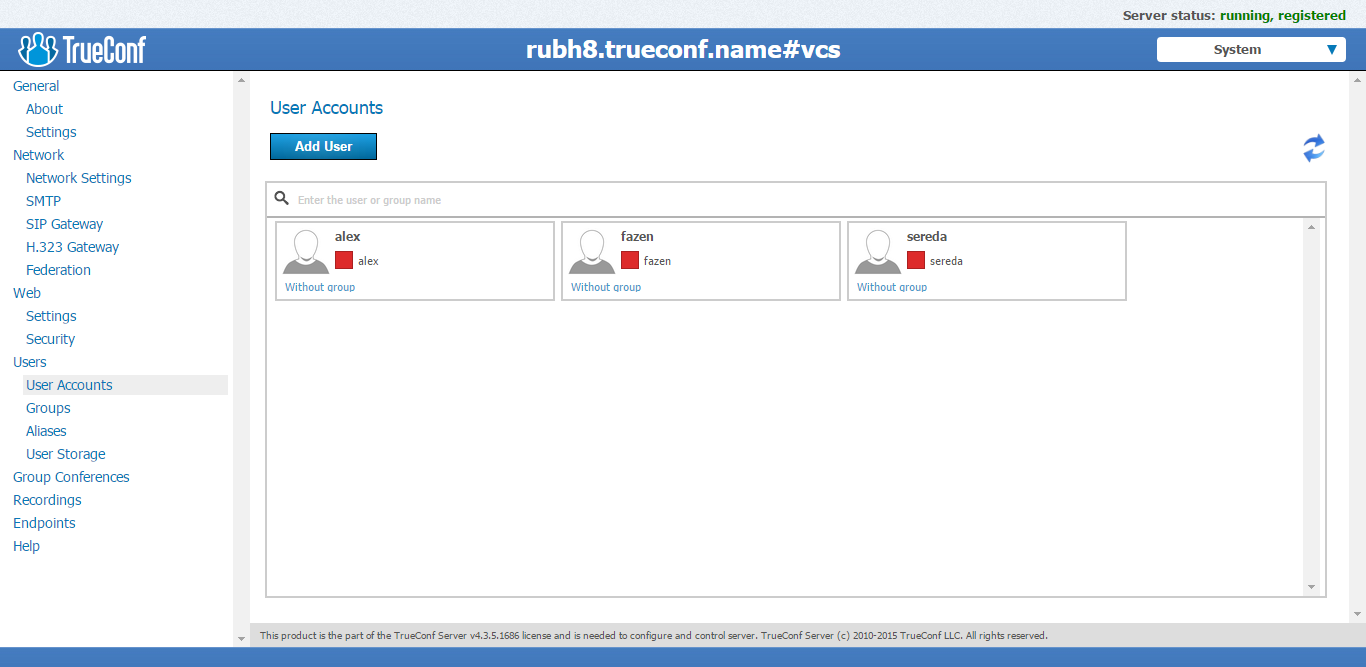 Server status: running, registered
TrueConf
rubh8.trueconf.name#vcs
System
General
About
Settings
Network
Network Settings
SMTP
SIP Gateway
H.323 Gateway
Federation
Web
Settings
Security
Users
User Accounts
Groups
Aliases
User Storage
Group Conferences
Recordings
Endpoints
Help
User Accounts
Add User
Enter the user or group name
alex
alex
Without group
fazen
fazen
Without group
sereda
sereda
Without group
This product is the part of the TrueConf Server v4.3.5.1686 license and is needed to configure and control server. TrueConf Server (c) 2010-2015 TrueConf LLC. All rights reserved.